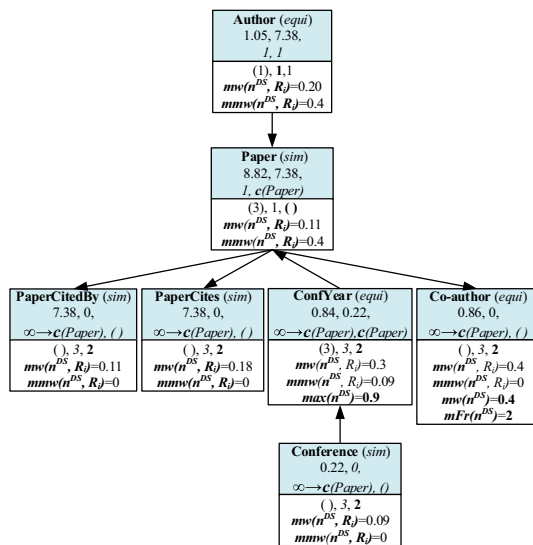 Author (equi)
1.05, 7.38,
1, 1
(1), 1,1
mw(n^DS, R_i)=0.20
mmw(n^DS, R_i)=0.4
Paper (sim)
8.82, 7.38,
1, c(Paper)
(3), 1, ( )
mw(n^DS, R_i)=0.11
mmw(n^DS, R_i)=0.4
PaperCitedBy (sim)
7.38, 0,
∞→c(Paper), ( )
( ), 3, 2
mw(n^DS, R_i)=0.11
mmw(n^DS, R_i)=0
PaperCites (sim)
7.38, 0,
∞→c(Paper), ( )
( ), 3, 2
mw(n^DS, R_i)=0.18
mmw(n^DS, R_i)=0
ConfYear (equi)
0.84, 0.22,
∞→c(Paper),c(Paper)
(3), 3, 2
mw(n^DS, R_i)=0.3
mmw(n^DS, R_i)=0.09
max(n^DS)=0.9
Co-author (equi)
0.86, 0,
∞→c(Paper), ( )
( ), 3, 2
mw(n^DS, R_i)=0.4
mmw(n^DS, R_i)=0
mw(n^DS)=0.4
mFr(n^DS)=2
Conference (sim)
0.22, 0,
∞→c(Paper), ()
( ), 3, 2
mw(n^DS, R_i)=0.09
mmw(n^DS, R_i)=0